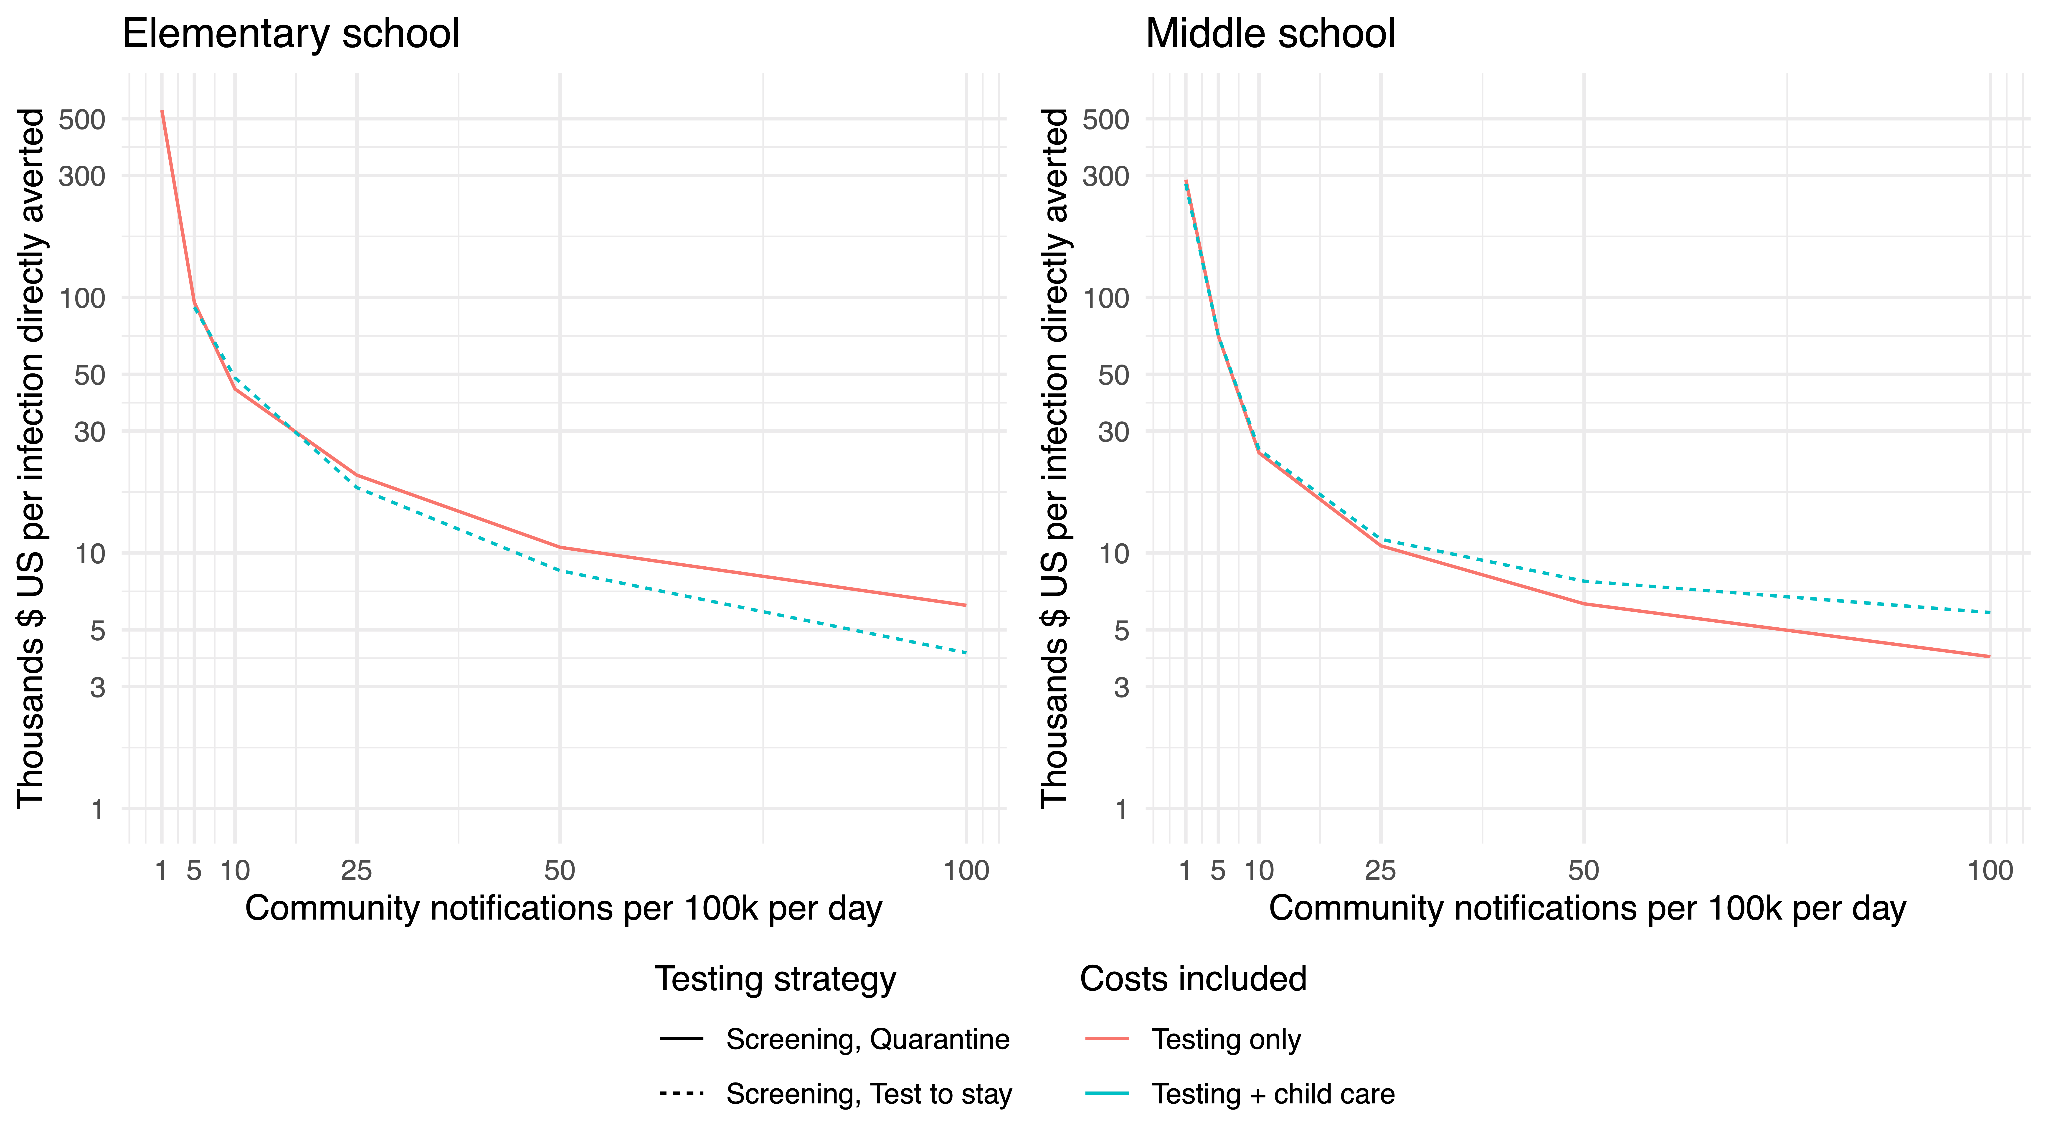 Elementary school
Middle school
Thousands $ US per infection directly averted
500
300
100
50
30
10
5
3
1
1 5 10 25 50 100
Community notifications per 100k per day
Thousands $ US per infection directly averted
500
300
100
50
30
10
5
3
1
1 5 10 25 50 100
Community notifications per 100k per day
Testing strategy
Screening, Quarantine
Screening, Test to stay
Costs included
Testing only
Testing + child care